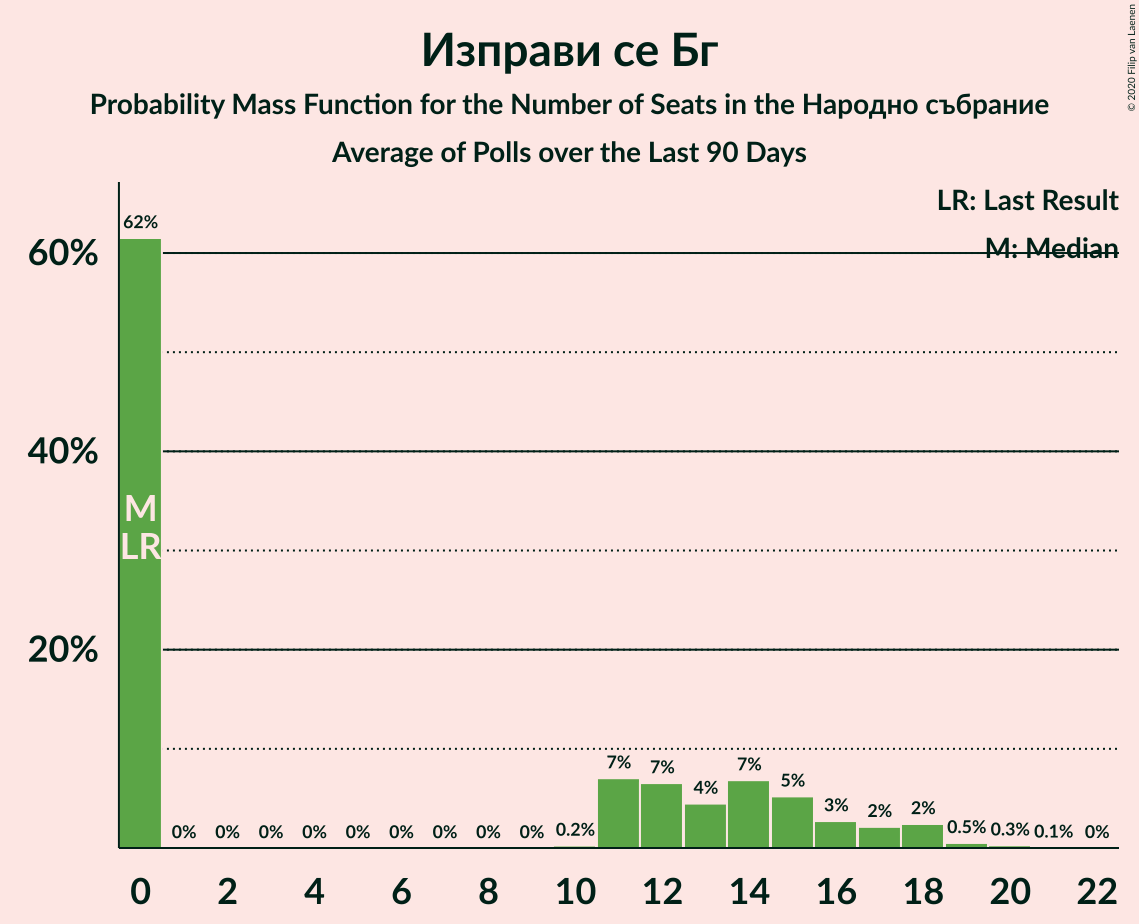 Изправи се Бг
Probability Mass Function for the Number of Seats in the Народно събрание
Average of Polls over the Last 90 Days
© 2020 Filip van Laenen
LR: Last Result
M: Median
60%
40%
20%
62%
M
LR
0% 0% 0% 0% 0% 0% 0% 0% 0% 0.2% 7% 7% 4% 7% 5% 3% 2% 2% 0.5% 0.3% 0.1% 0%
0 2 4 6 8 10 12 14 16 18 20 22